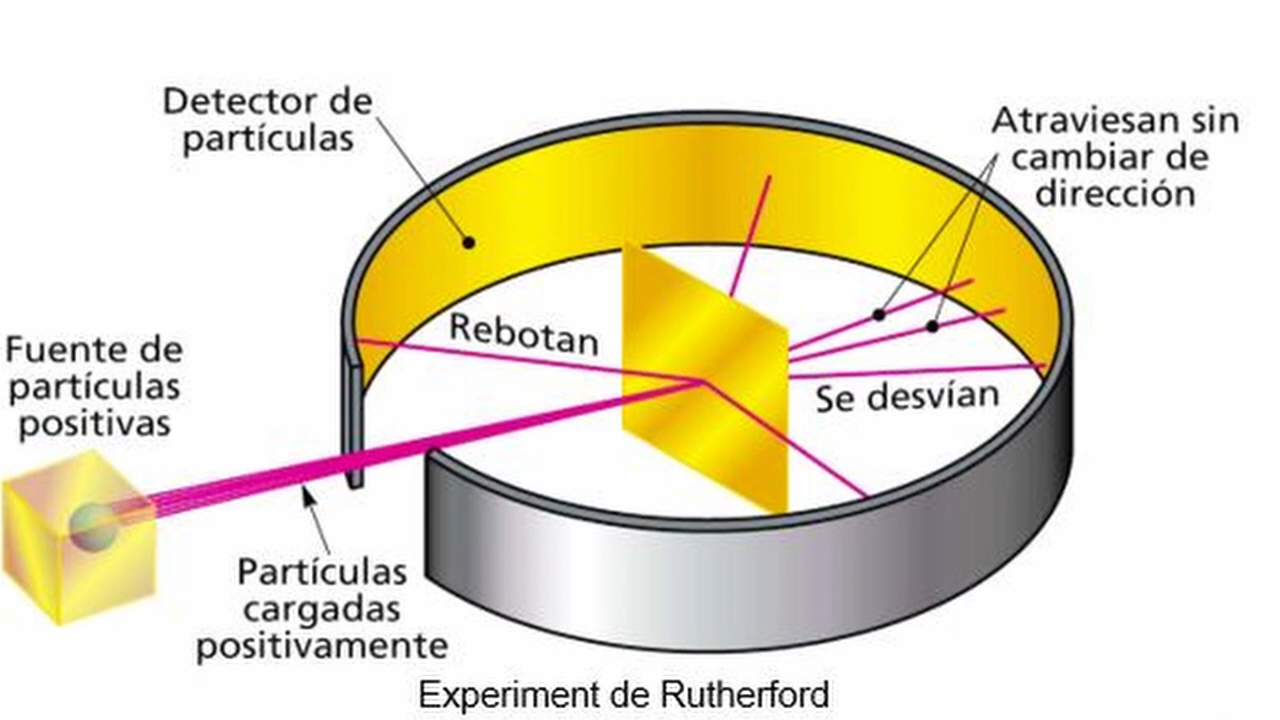 Detector de
partículas
Atraviesan sin
cambiar de
dirección
Rebotan
Fuente de
partículas
positivas
Se desvían
Partículas
cargadas
positivamente
Experiment de Rutherford